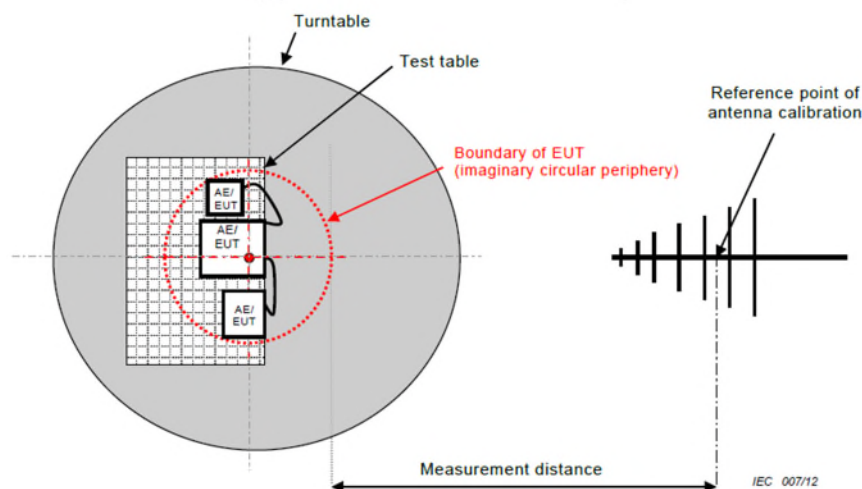 Turntable
Test table
Reference point of
antenna calibration
Boundary of EUT
(imaginary circular periphery)
AE/
EUT
AE/
EUT
AE/
EUT
Measurement distance
IEC 007/12